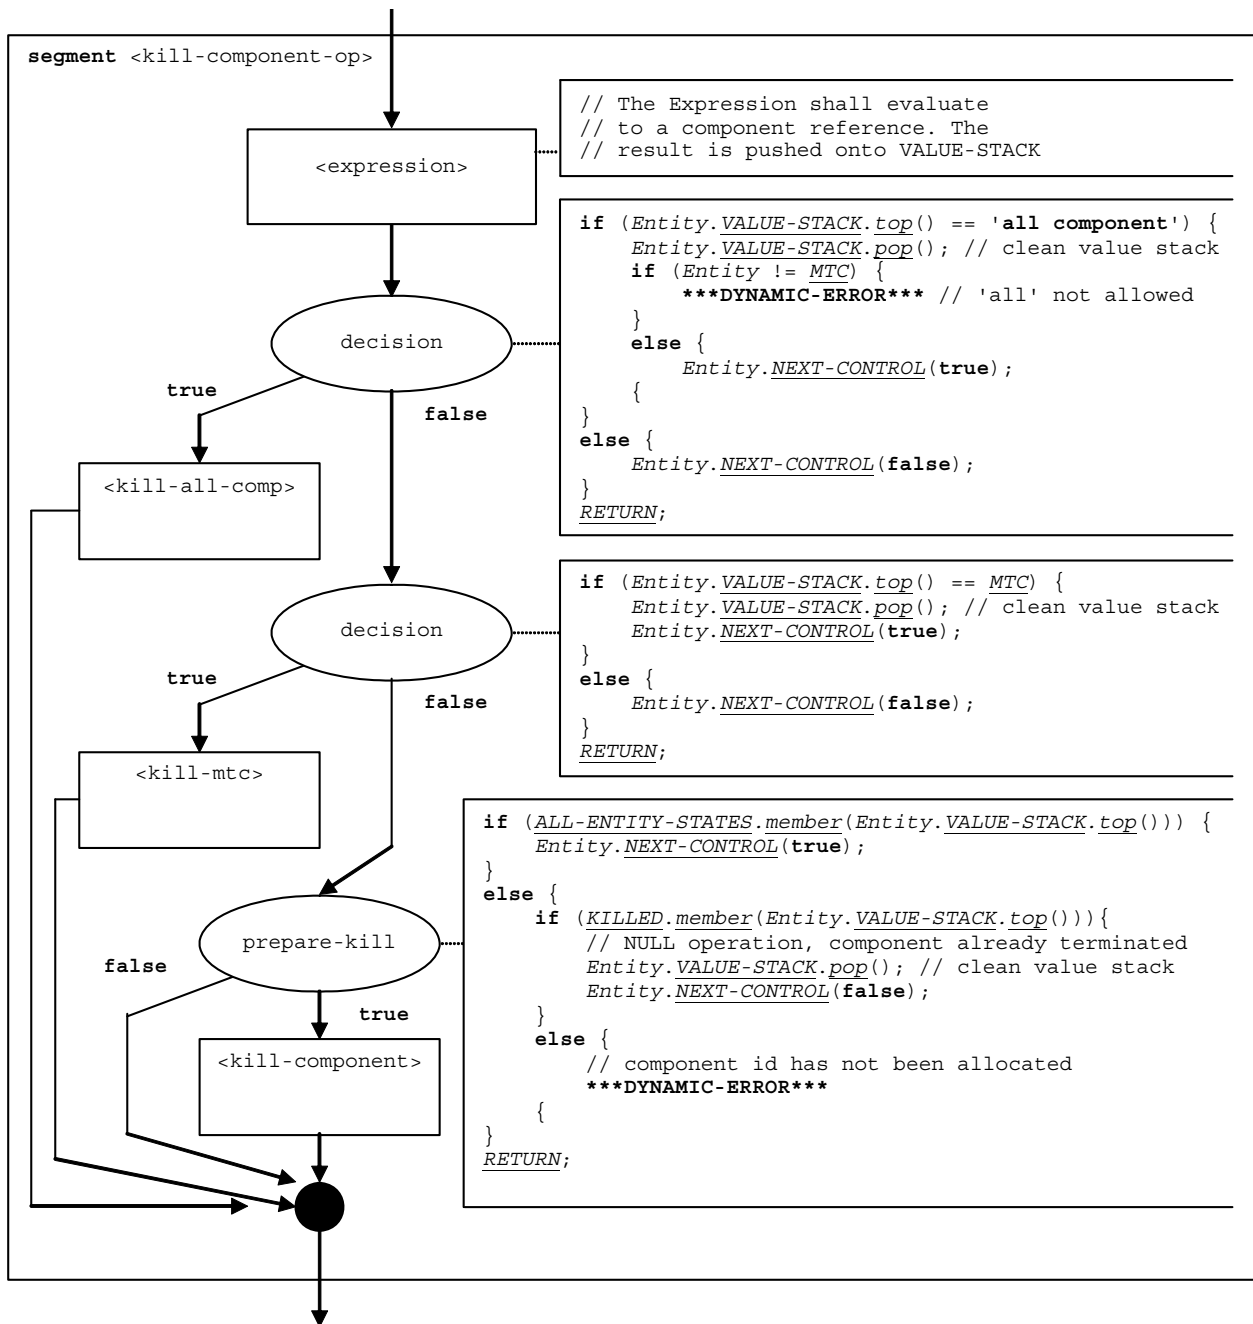 segment <kill-component-op>
// The Expression shall evaluate
// to a component reference. The
// result is pushed onto VALUE-STACK
<expression>
if (Entity.VALUE-STACK.top() == 'all component') {
Entity.VALUE-STACK.pop(); // clean value stack
if (Entity != MTC) {
***DYNAMIC-ERROR*** // 'all' not allowed
}
else {
Entity.NEXT-CONTROL(true);
{
}
else {
Entity.NEXT-CONTROL(false);
}
RETURN;
decision
true
false
<kill-all-comp>
if (Entity.VALUE-STACK.top() == MTC) {
Entity.VALUE-STACK.pop(); // clean value stack
Entity.NEXT-CONTROL(true);
}
else {
Entity.NEXT-CONTROL(false);
}
RETURN;
decision
true
false
<kill-mtc>
if (ALL-ENTITY-STATES.member(Entity.VALUE-STACK.top())) {
Entity.NEXT-CONTROL(true);
}
else {
if (KILLED.member(Entity.VALUE-STACK.top())){
// NULL operation, component already terminated
Entity.VALUE-STACK.pop(); // clean value stack
Entity.NEXT-CONTROL(false);
}
else {
// component id has not been allocated
***DYNAMIC-ERROR***
{
}
RETURN;
prepare-kill
false
true
<kill-component>